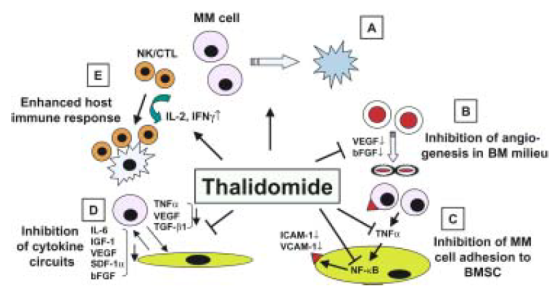 MM cell
A
NK/CTL
E
Enhanced host
immune response
IL-2, IFNγ↑
B
VEGF↓
bFGF↓
Inhibition of angio-
genesis in BM milieu
Thalidomide
D
TNFα
VEGF
TGF-β1
↓
Inhibition
of cytokine
circuits
IL-6
IGF-1
VEGF
SDF-1α
bFGF
↓
C
ICAM-1↓
VCAM-1↓
TNFα
NF-κB
Inhibition of MM
cell adhesion to
BMSC